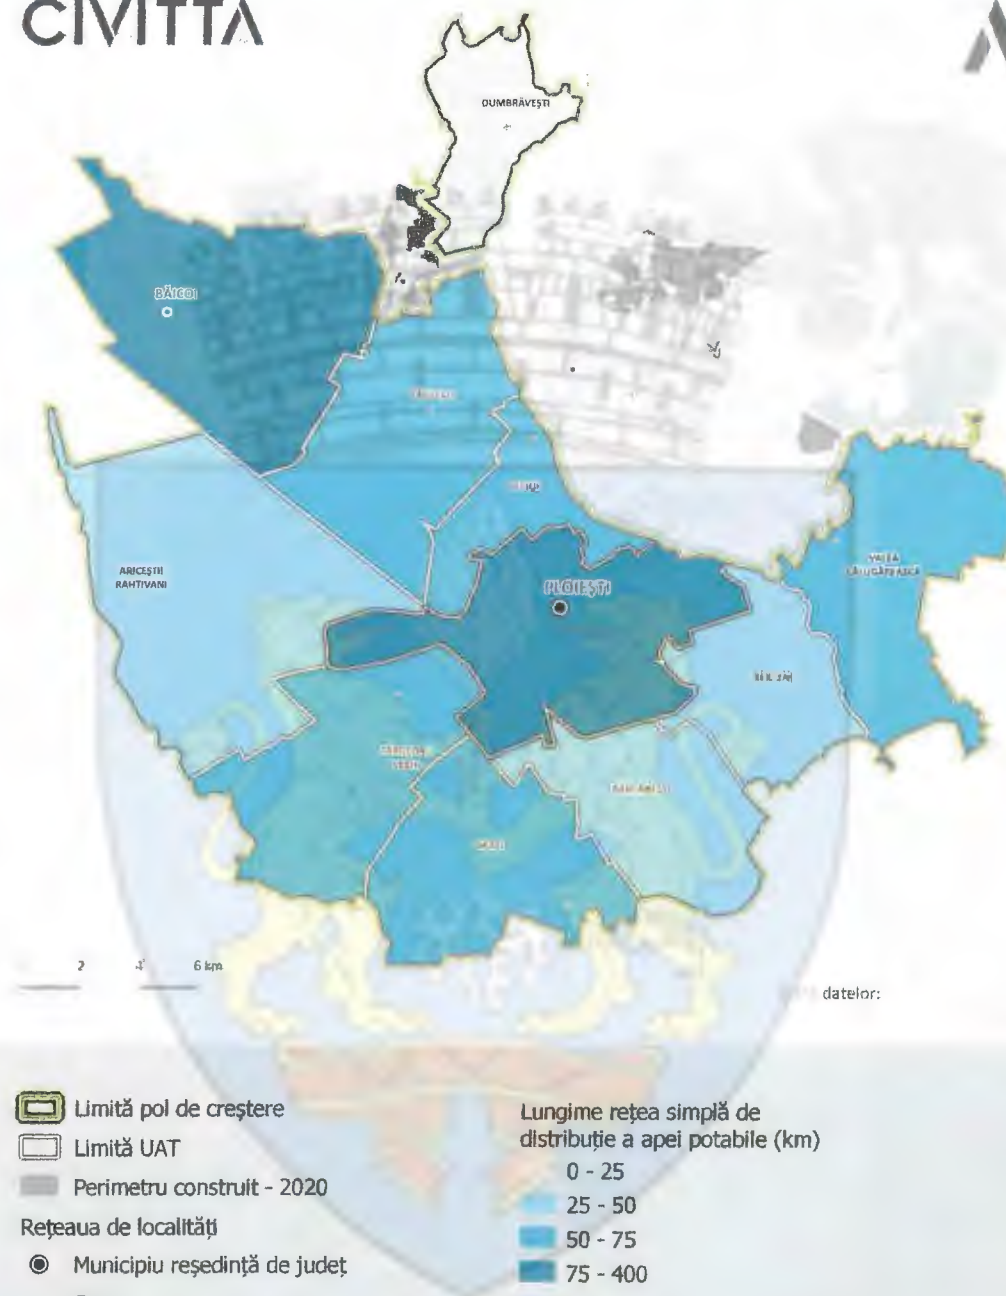 CIVITTA
DUMBRĂVEȘTI
BĂICOI
ARICEȘTII
RAHTIVANI
PLOIEȘTI
VALEA
CĂLUGĂREASCĂ
2 4 6 km
datelor:
Limită pol de creștere
Limită UAT
Perimetru construit - 2020
Rețeaua de localități
Municipiu reședință de județ
Lungime rețea simplă de
distribuție a apei potabile (km)
0 - 25
25 - 50
50 - 75
75 - 400